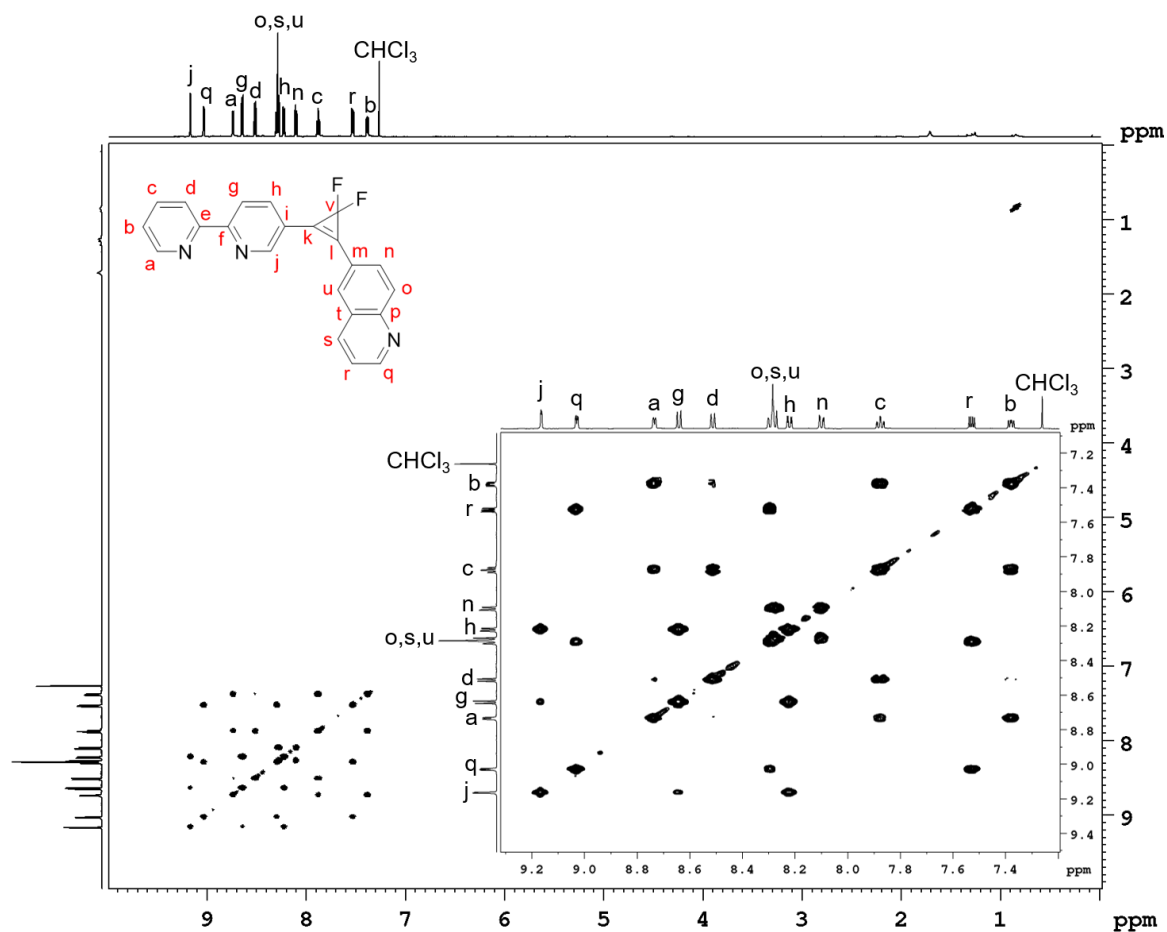 o,s,u
CHCl3
j
q
a
g
d
h
n
c
r
b
ppm
F
F
v
c
d
g
h
b
e
f
i
k
l
a
N
N
j
m
n
u
o
t
p
s
N
r
q
1
2
3
4
5
6
7
8
9
ppm
9
8
7
6
5
4
3
2
1
ppm
j
q
a
g
d
o,s,u
h
n
c
r
b
CHCl3
ppm
CHCl3
b
r
c
n
h
o,s,u
d
g
a
q
j
7.2
7.4
7.6
7.8
8.0
8.2
8.4
8.6
8.8
9.0
9.2
9.4
9.2
9.0
8.8
8.6
8.4
8.2
8.0
7.8
7.6
7.4
ppm